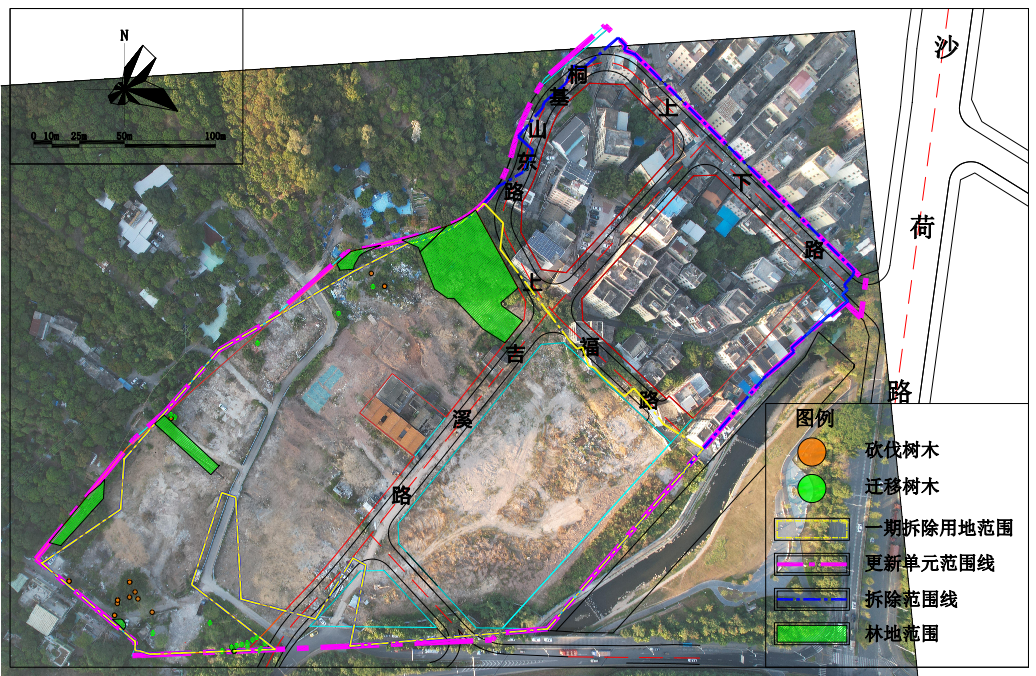 N
0 10m 25m 50m 100m
桐基山东路
上下路
上福路
吉溪路
沙荷路
图例
砍伐树木
迁移树木
一期拆除用地范围
更新单元范围线
拆除范围线
林地范围